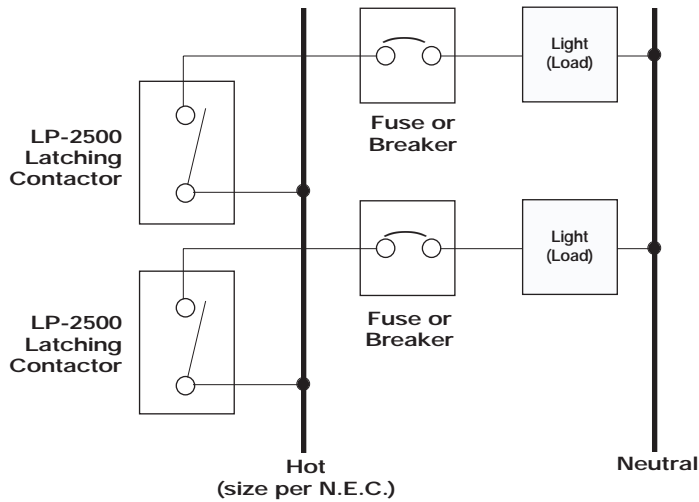 Light
(Load)
Fuse or
Breaker
LP-2500
Latching
Contactor
Light
(Load)
Fuse or
Breaker
LP-2500
Latching
Contactor
Hot
(size per N.E.C.)
Neutral